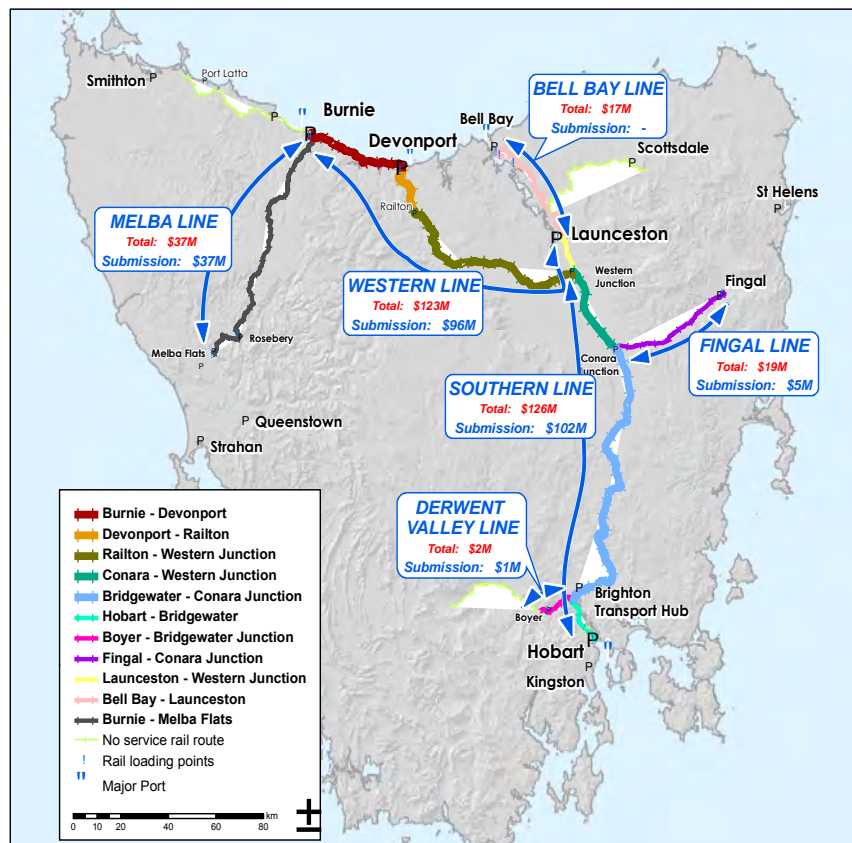 Smithton
Port Latta
Burnie
Devonport
Bell Bay
BELL BAY LINE
Total: $17M
Submission: -
Scottsdale
St Helens
Railton
Launceston
MELBA LINE
Total: $37M
Submission: $37M
WESTERN LINE
Total: $123M
Submission: $96M
Western
Junction
Fingal
Rosebery
Melba Flats
Conara
Junction
FINGAL LINE
Total: $19M
Submission: $5M
SOUTHERN LINE
Total: $126M
Submission: $102M
Queenstown
Strahan
DERWENT
VALLEY LINE
Total: $2M
Submission: $1M
Brighton
Transport Hub
Boyer
Hobart
Kingston
Burnie - Devonport
Devonport - Railton
Railton - Western Junction
Conara - Western Junction
Bridgewater - Conara Junction
Hobart - Bridgewater
Boyer - Bridgewater Junction
Fingal - Conara Junction
Launceston - Western Junction
Bell Bay - Launceston
Burnie - Melba Flats
No service rail route
! Rail loading points
" Major Port
km
0 10 20 40 60 80